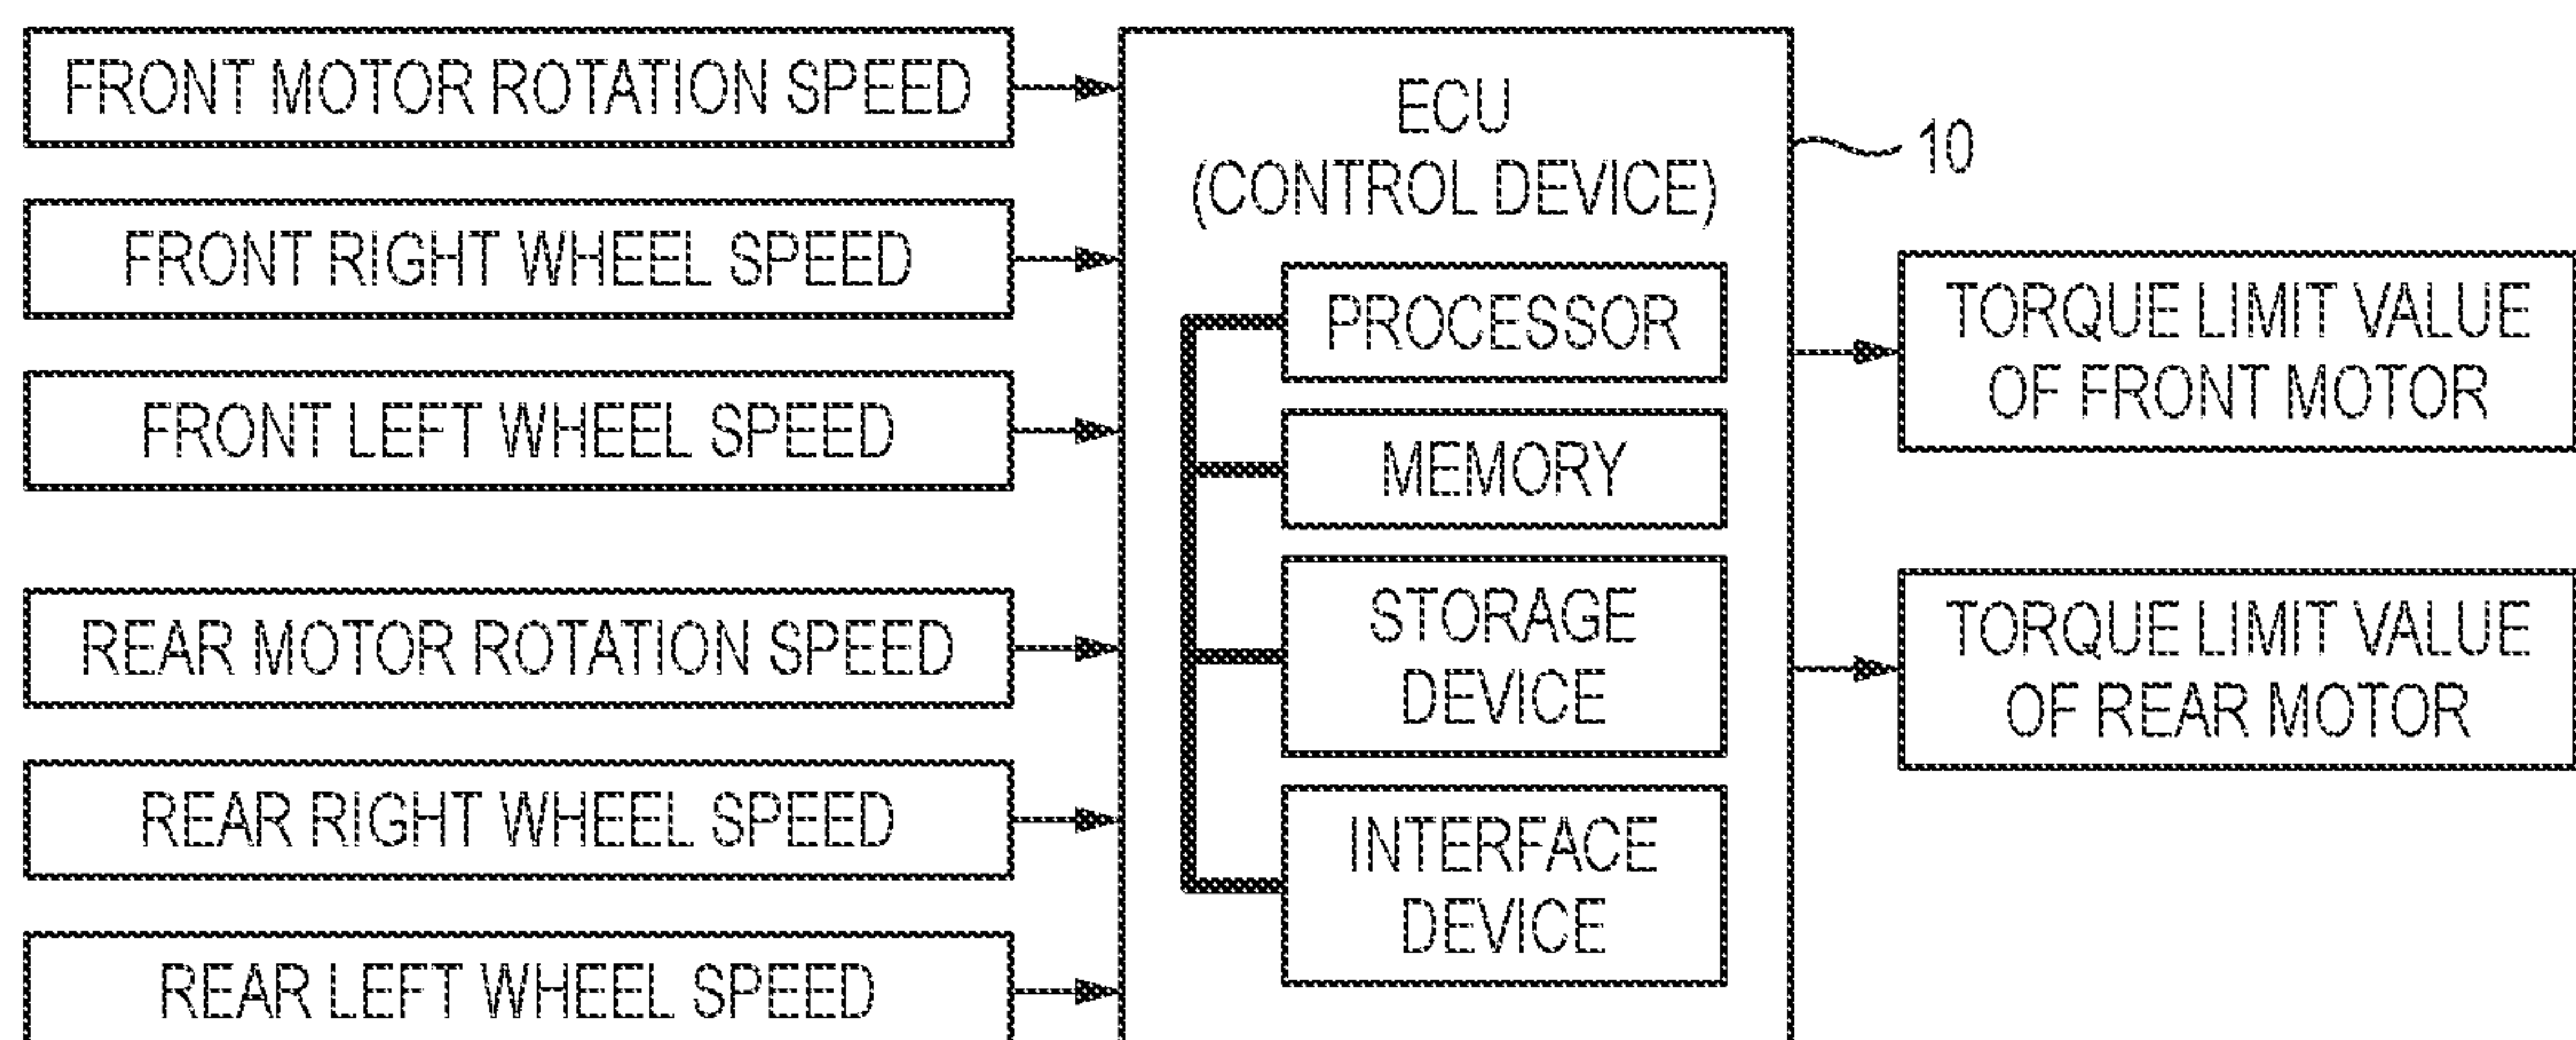 FRONT MOTOR ROTATION SPEED
FRONT RIGHT WHEEL SPEED
FRONT LEFT WHEEL SPEED
REAR MOTOR ROTATION SPEED
REAR RIGHT WHEEL SPEED
REAR LEFT WHEEL SPEED
ECU
(CONTROL DEVICE)
PROCESSOR
MEMORY
STORAGE
DEVICE
INTERFACE
DEVICE
10
TORQUE LIMIT VALUE
OF FRONT MOTOR
TORQUE LIMIT VALUE
OF REAR MOTOR